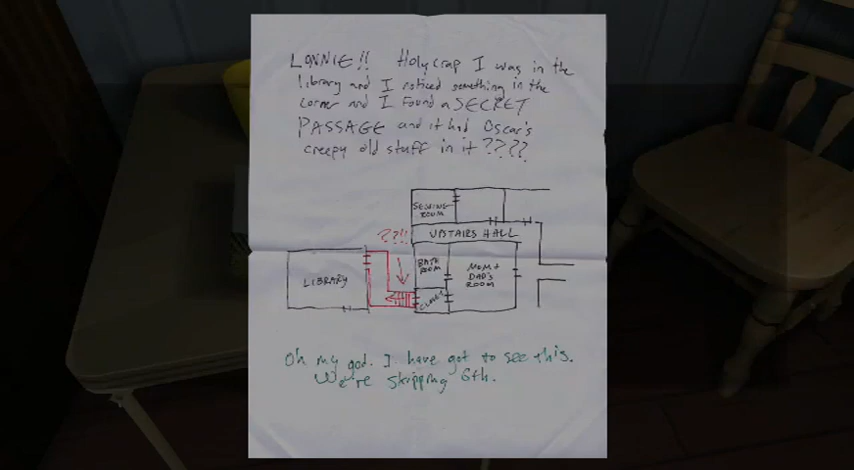 LONNIE!! Holy crap I was in the
library and I noticed something in the
corner and I found a SECRET
PASSAGE and it had Oscar's
creepy old stuff in it????
SEWING
ROOM
??!!
UPSTAIRS HALL
LIBRARY
BATH
ROOM
MOM +
DAD'S
ROOM
CLOSET
Oh my god. I have got to see this.
We're skipping 6th.